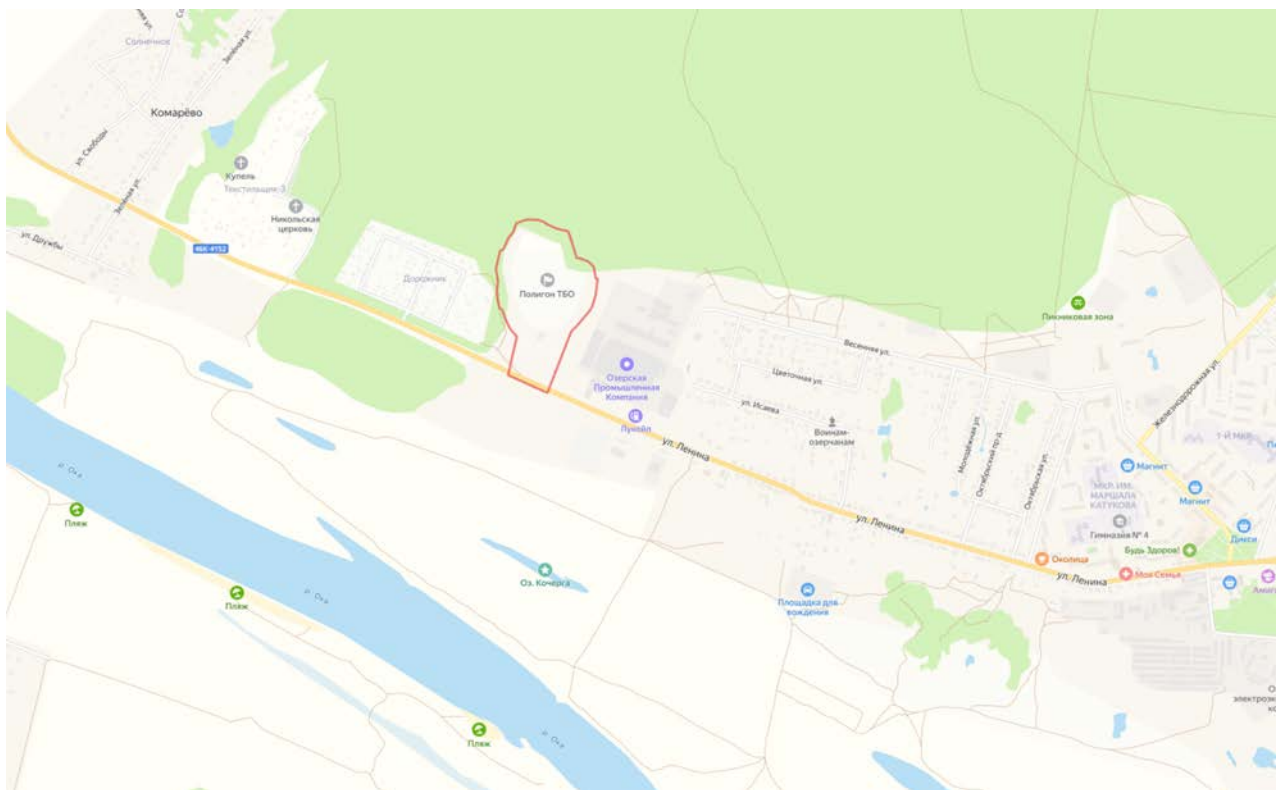 Солнечное
Зелёная ул.
Комарёво
ул. Свободы
Купель
Текстильщик-3
Зелёная ул.
Никольская
церковь
ул. Дружбы
46К-4152
Дорожник
Полигон ТБО
Пикниковая зона
Весенняя ул.
Железнодорожная ул.
Озерская
Промышленная
Компания
Цветочная ул.
ул. Исаева
Воинам-
озерчанам
Молодёжная ул.
Октябрьский пр-д
Октябрьская ул.
1-Й МКР
Лукойл
ул. Ленина
Магнит
МКР. ИМ.
МАРШАЛА
КАТУКОВА
Магнит
Гимназия № 4
Дикси
ул. Ленина
Околица
Будь Здоров!
Моя Семья
ул. Ленина
р. Ока
Пляж
Оз. Кочерга
Площадка для
вождения
р. Ока
Пляж
р. Ока
Пляж